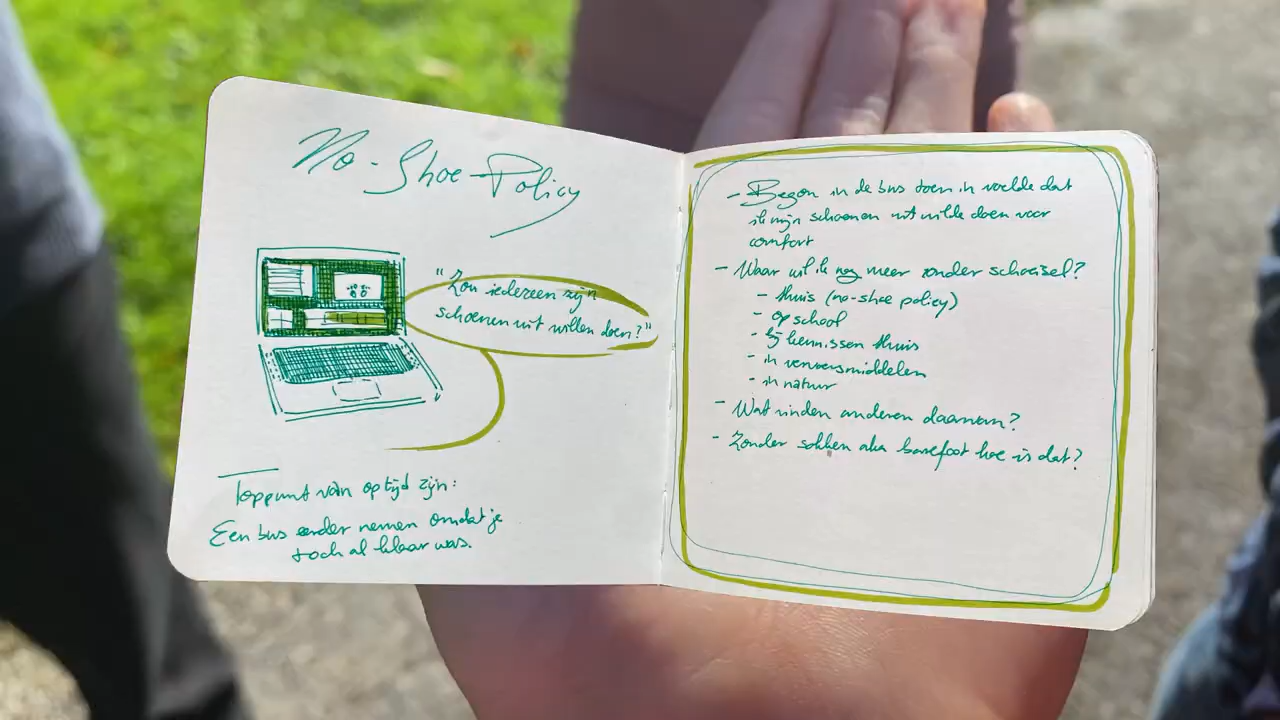 No-Shoe-Policy
"Zou iedereen zijn
schoenen uit willen doen?"
Toppunt van op tijd zijn:
Een bus eerder nemen omdat je
toch al klaar was.
- Begon in de bus toen ik voelde dat
ik mijn schoenen uit wilde doen voor
comfort
- Waar wil ik nog meer zonder schoeisel?
- thuis (no-shoe policy)
- op school
- bij kennissen thuis
- in vervoersmiddelen
- in natuur
- Wat vinden anderen daarvan?
- Zonder sokken aka barefoot hoe is dat?